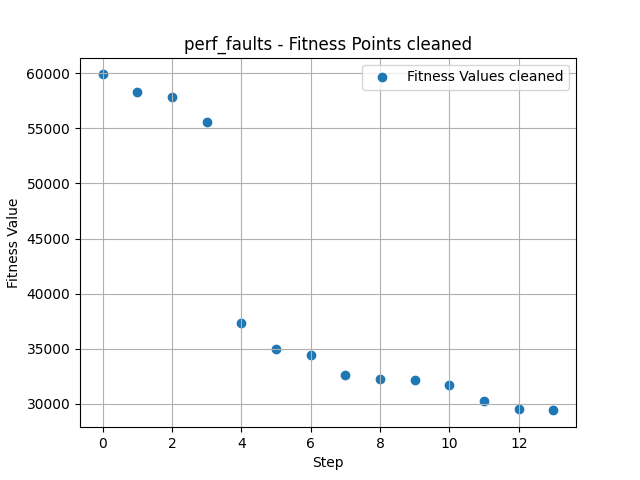 perf_faults - Fitness Points cleaned
Fitness Values cleaned
60000
55000
50000
45000
40000
35000
30000
Fitness Value
0 2 4 6 8 10 12
Step